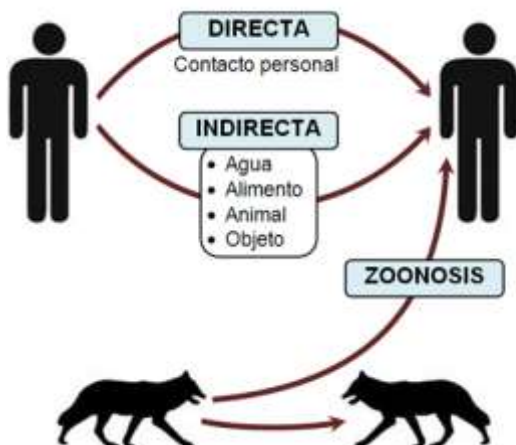 DIRECTA
Contacto personal
INDIRECTA
• Agua
• Alimento
• Animal
• Objeto
ZOONOSIS